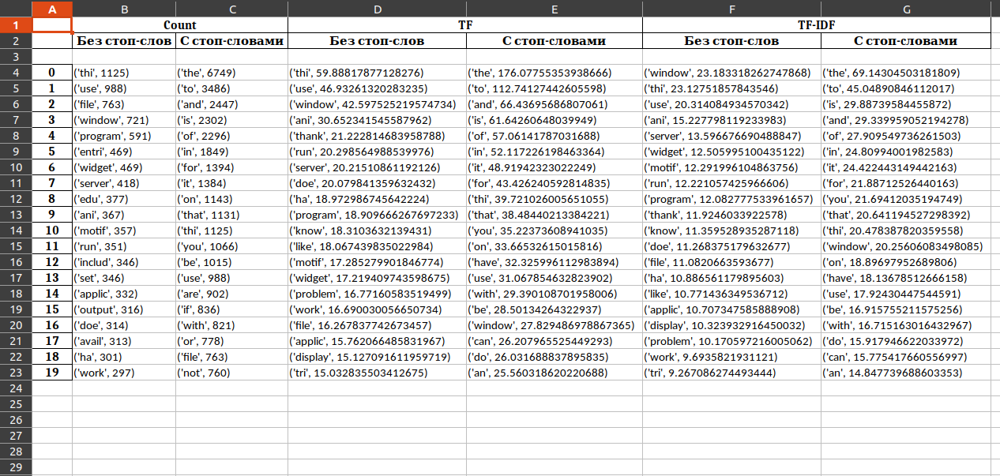 A B C D E F G
1 Count TF TF-IDF
2 Без стоп-слов С стоп-словами Без стоп-слов С стоп-словами Без стоп-слов С стоп-словами
3
4 0 ('thi', 1125) ('the', 6749) ('thi', 59.88817877128276) ('the', 176.07755353938666) ('window', 23.183318262747868) ('the', 69.14304503181809)
5 1 ('use', 988) ('to', 3486) ('use', 46.93261320283235) ('to', 112.74127442605598) ('thi', 23.12751857843546) ('to', 45.04890846112017)
6 2 ('file', 763) ('and', 2447) ('window', 42.597525219574734) ('and', 66.43695686807061) ('use', 20.314084934570342) ('is', 29.88739584455872)
7 3 ('window', 721) ('is', 2302) ('ani', 30.652341545587962) ('is', 61.64260648039949) ('ani', 15.227798119233983) ('and', 29.339959052194278)
8 4 ('program', 591) ('of', 2296) ('thank', 21.222814683958788) ('of', 57.06141787031688) ('server', 13.596676690488847) ('of', 27.909549736261503)
9 5 ('entri', 469) ('in', 1849) ('run', 20.298564988539976) ('in', 52.117226198463364) ('widget', 12.505995100435122) ('in', 24.80994001982583)
10 6 ('widget', 469) ('for', 1394) ('server', 20.21510861192126) ('it', 48.91942323022249) ('motif', 12.291996104863756) ('it', 24.422443149442163)
11 7 ('server', 418) ('it', 1384) ('doe', 20.079841359632432) ('for', 43.426240592814835) ('run', 12.221057425966606) ('for', 21.88712526440163)
12 8 ('edu', 377) ('on', 1143) ('ha', 18.972986745642224) ('thi', 39.721026005651055) ('program', 12.082777533961657) ('you', 21.69412035194749)
13 9 ('ani', 367) ('that', 1131) ('program', 18.909666267697233) ('that', 38.48440213384221) ('thank', 11.9246033922578) ('that', 20.641194527298392)
14 10 ('motif', 357) ('thi', 1125) ('know', 18.3103632139431) ('you', 35.22373608941035) ('know', 11.359528935287118) ('thi', 20.478387820359558)
15 11 ('run', 351) ('you', 1066) ('like', 18.067439835022984) ('on', 33.66532615015816) ('doe', 11.268375179632677) ('window', 20.25606083498085)
16 12 ('includ', 346) ('be', 1015) ('motif', 17.285279901846774) ('have', 32.325996112983894) ('file', 11.0820663593677) ('on', 18.89697952689806)
17 13 ('set', 346) ('use', 988) ('widget', 17.219409743598675) ('use', 31.067854632823902) ('ha', 10.886561179895603) ('have', 18.13678512666158)
18 14 ('applic', 332) ('are', 902) ('problem', 16.77160583519499) ('with', 29.390108701958006) ('like', 10.771436349536712) ('use', 17.92430447544591)
19 15 ('output', 316) ('if', 836) ('work', 16.690030056650734) ('be', 28.50134264322937) ('applic', 10.707347585888908) ('be', 16.915755211575256)
20 16 ('doe', 314) ('with', 821) ('file', 16.267837742673457) ('window', 27.829486978867365) ('display', 10.323932916450032) ('with', 16.715163016432967)
21 17 ('avail', 313) ('or', 778) ('applic', 15.762066485831967) ('can', 26.207965525449293) ('problem', 10.170597216005062) ('do', 15.917946622033972)
22 18 ('ha', 301) ('file', 763) ('display', 15.127091611959719) ('do', 26.031688837895835) ('work', 9.6935821931121) ('can', 15.775417660556997)
23 19 ('work', 297) ('not', 760) ('tri', 15.032835503412675) ('an', 25.560318620220688) ('tri', 9.267086274493444) ('an', 14.847739688603353)
24
25
26
27
28
29